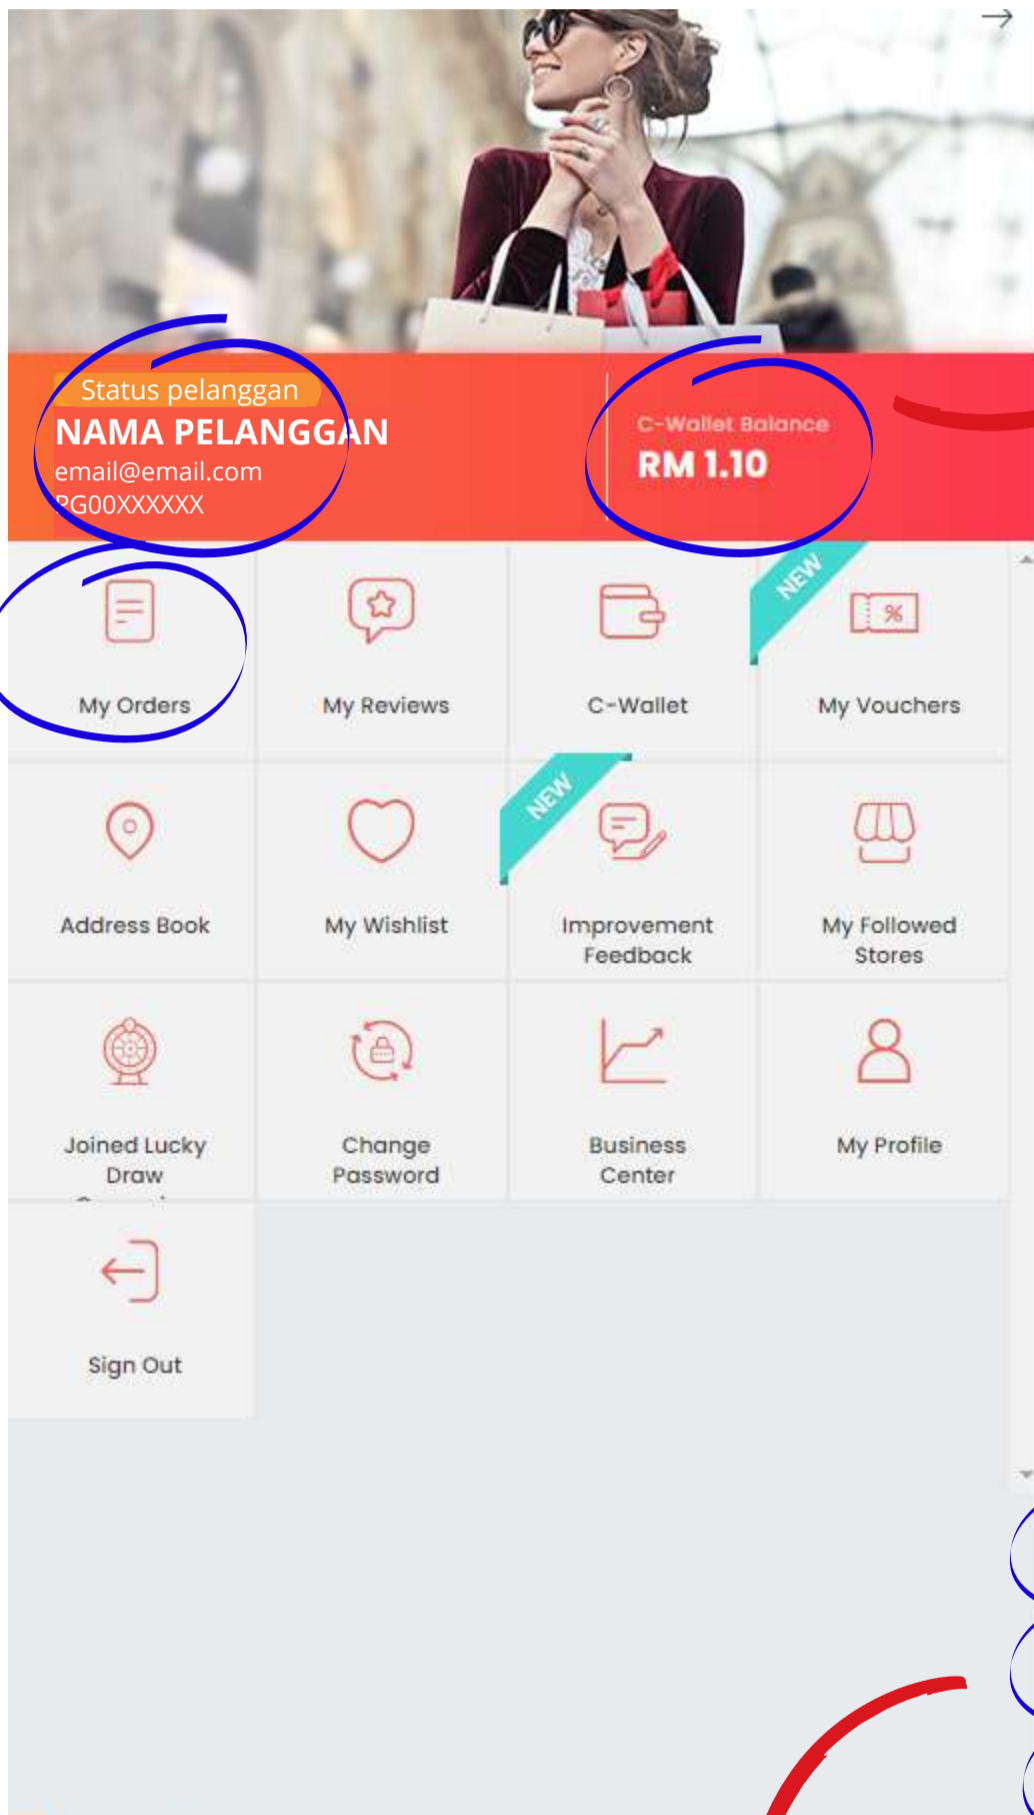 Status pelanggan
NAMA PELANGGAN
email@email.com
PG00XXXXXX
C-Wallet Balance
RM 1.10
My Orders
My Reviews
C-Wallet
NEW
My Vouchers
Address Book
My Wishlist
NEW
Improvement
Feedback
My Followed
Stores
Joined Lucky
Draw
Change
Password
Business
Center
My Profile
Sign Out